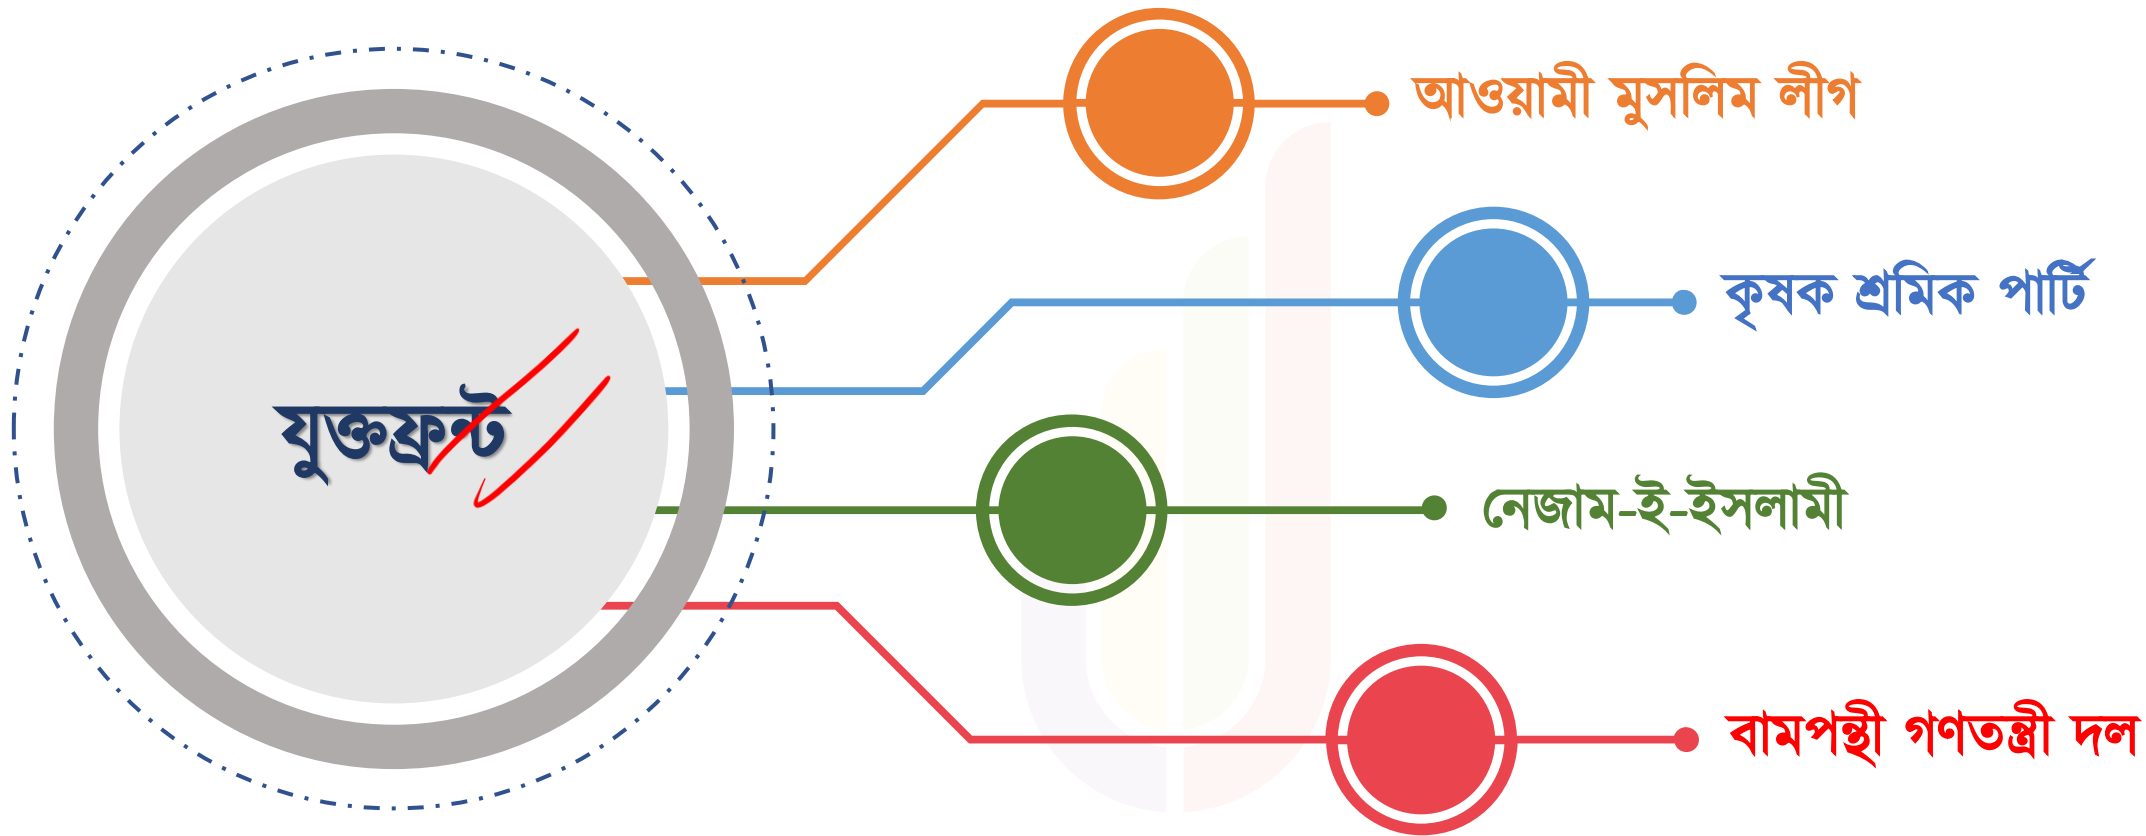 আওয়ামী মুসলিম লীগ
কৃষক শ্রমিক পার্টি
যুক্তফ্রন্ট
নেজাম-ই-ইসলামী
বামপন্থী গণতন্ত্রী দল